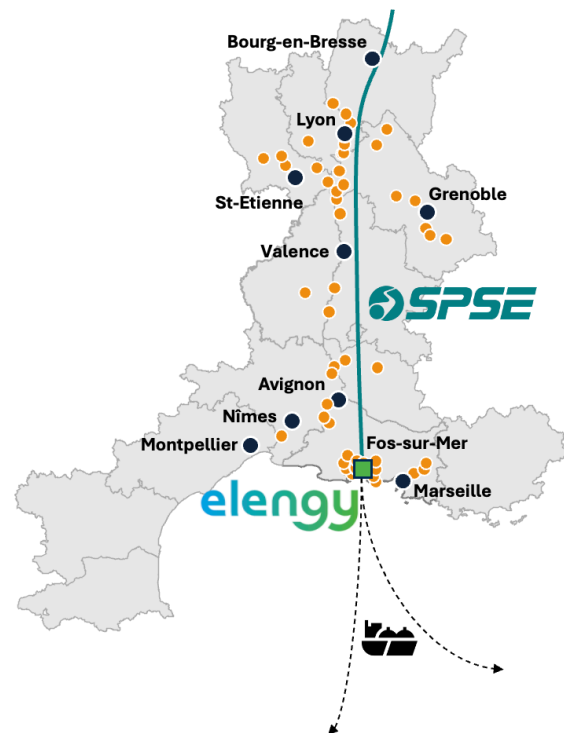 Bourg-en-Bresse
Lyon
St-Etienne
Grenoble
Valence
SPSE
Avignon
Nîmes
Montpellier
Fos-sur-Mer
Marseille
elengy